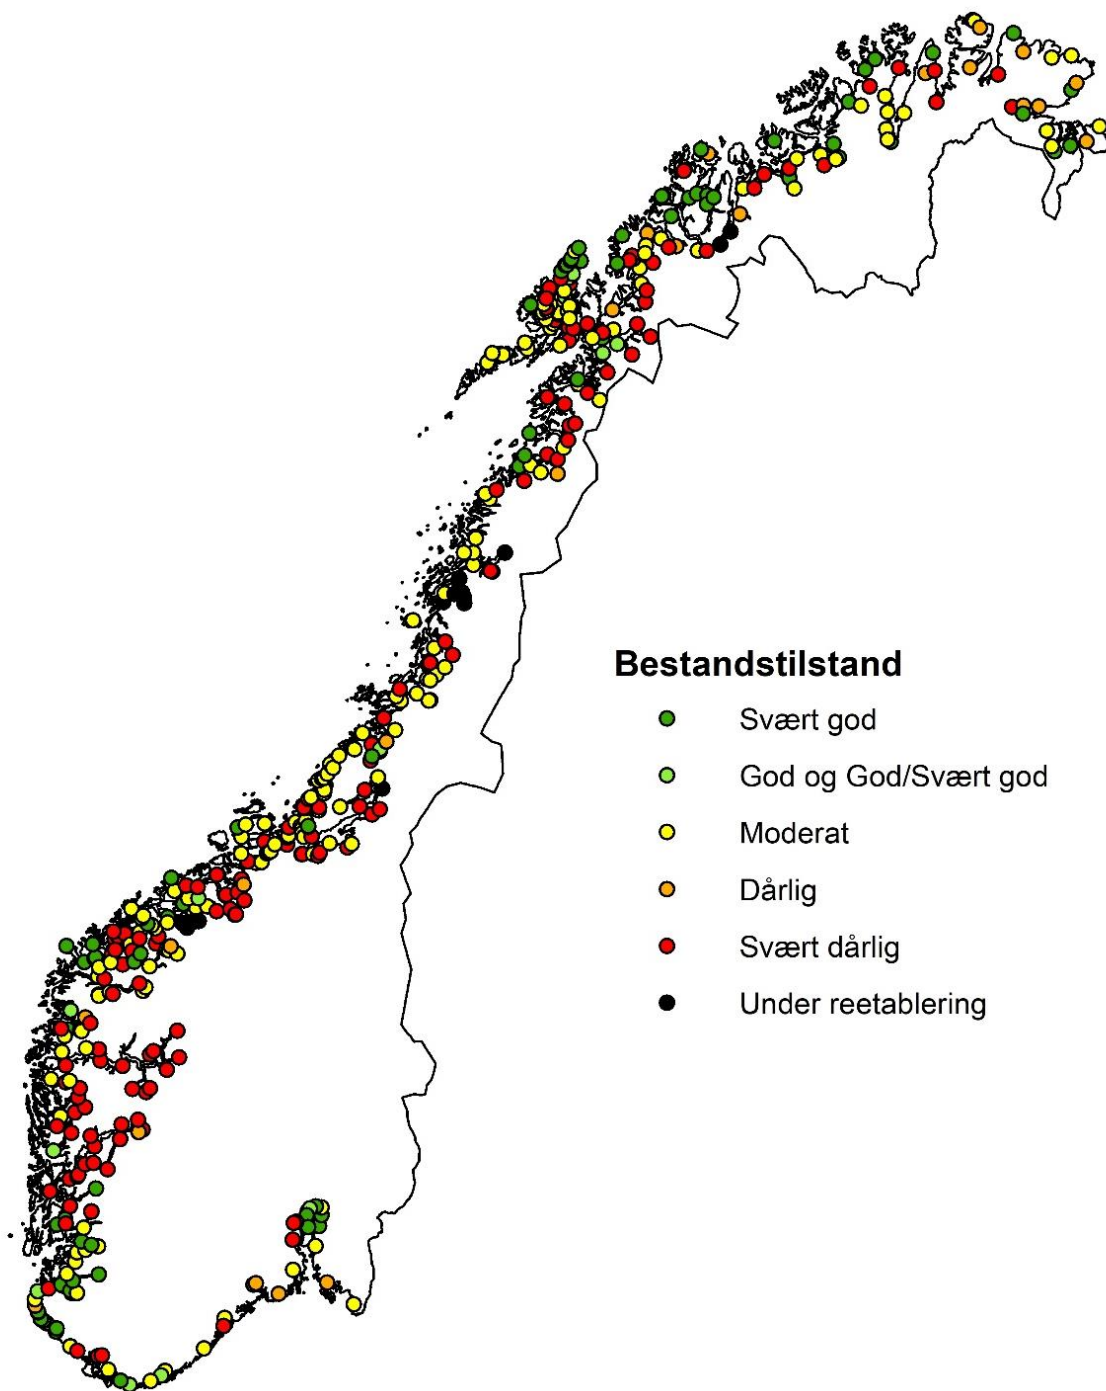 Bestandstilstand
Svært god
God og God/Svært god
Moderat
Dårlig
Svært dårlig
Under reetablering